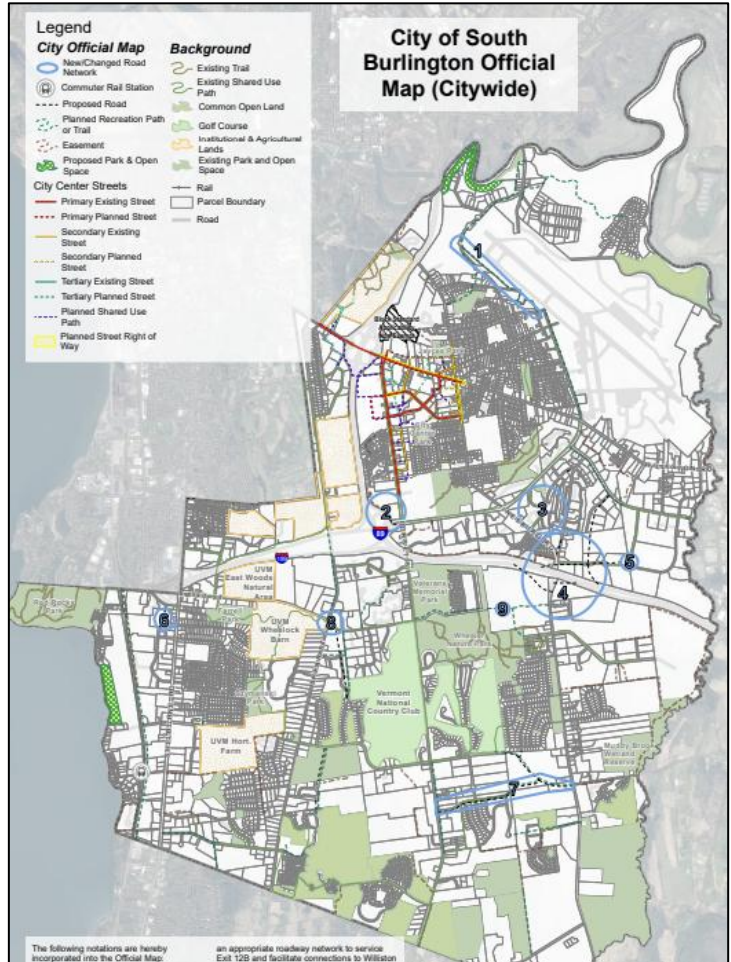 Legend
City Official Map
New/Changed Road
Network
Commuter Rail Station
Proposed Road
Planned Recreation Path
or Trail
Easement
Proposed Park & Open
Space
City Center Streets
Primary Existing Street
Primary Planned Street
Secondary Existing
Street
Secondary Planned
Street
Tertiary Existing Street
Tertiary Planned Street
Planned Shared Use
Path
Planned Street Right of
Way
Background
Existing Trail
Existing Shared Use
Path
Common Open Land
Golf Course
Institutional & Agricultural
Lands
Existing Park and Open
Space
Rail
Parcel Boundary
Road
City of South
Burlington Official
Map (Citywide)
1
2
3
89
5
4
UVM
East Woods
Natural
Area
Veterans
Memorial
Park
Red Rocks
Park
6
UVM
Wheelock
Barn
8
9
Nature Park
Vermont
National
Country Club
UVM Hort.
Farm
Wetland
Reserve
7
The following notations are hereby
incorporated into the Official Map:
an appropriate roadway network to service
Exit 12B and facilitate connections to Williston